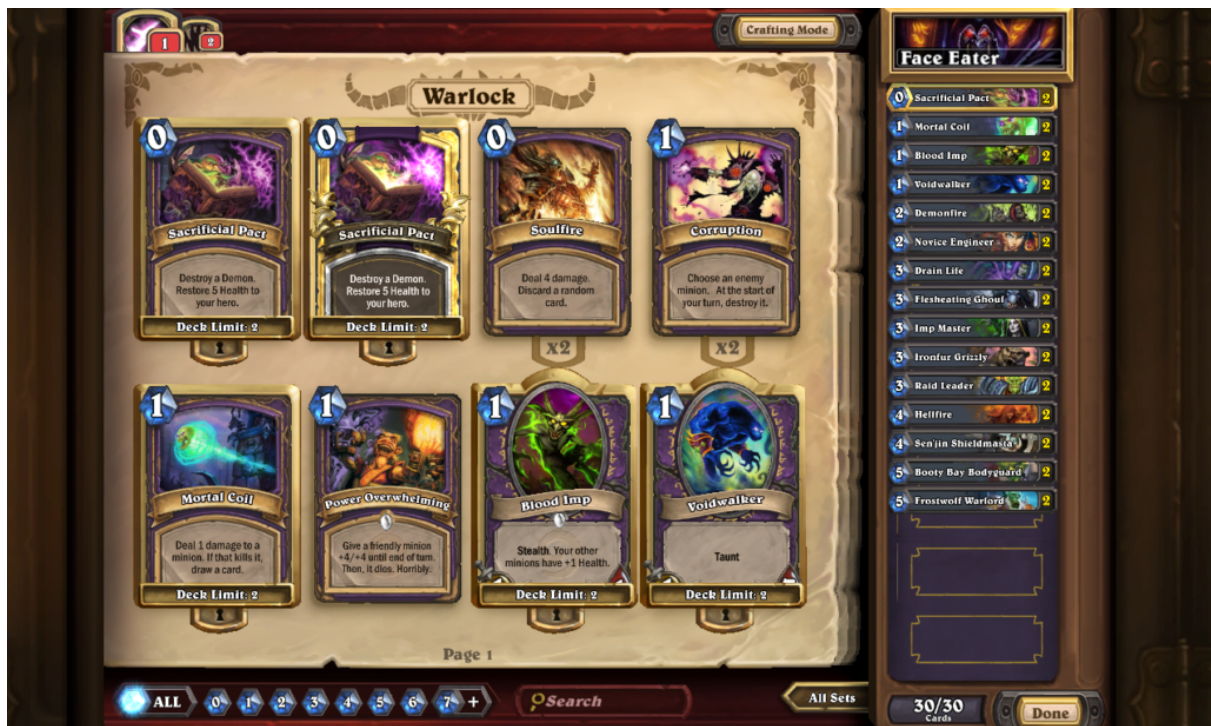 1
2
Crafting Mode
Warlock
0
0
0
1
Sacrificial Pact
Sacrificial Pact
Soulfire
Corruption
Destroy a Demon.
Restore 5 Health to
your hero.
Destroy a Demon.
Restore 5 Health to
your hero.
Deal 4 damage.
Discard a random
card.
Choose an enemy
minion. At the start of
your turn, destroy it.
Deck Limit: 2
Deck Limit: 2
x2
x2
1
1
1
1
Mortal Coil
Power Overwhelming
Blood Imp
Voidwalker
Deal 1 damage to a
minion. If that kills it,
draw a card.
Give a friendly minion
+4/+4 until end of turn.
Then, it dies. Horribly.
Stealth. Your other
minions have +1 Health.
Taunt
Deck Limit: 2
Deck Limit: 2
Deck Limit: 2
Page 1
ALL 0 1 2 3 4 5 6 7 +
Search
All Sets
Face Eater
0 Sacrificial Pact 2
1 Mortal Coil 2
1 Blood Imp 2
1 Voidwalker 2
2 Demonfire 2
2 Novice Engineer 2
3 Drain Life 2
3 Flesheating Ghoul 2
3 Imp Master 2
3 Ironfur Grizzly 2
3 Raid Leader 2
4 Hellfire 2
4 Sen'jin Shieldmasta 2
5 Booty Bay Bodyguard 2
5 Frostwolf Warlord 2
30/30
Cards
Done